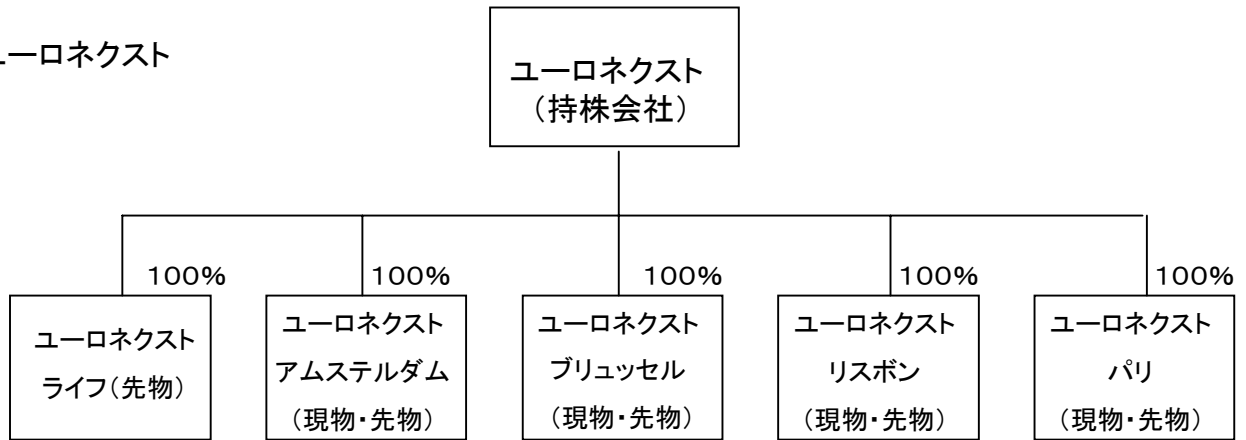 ユーロネクスト
ユーロネクスト
（持株会社）
100%
100%
100%
100%
100%
ユーロネクスト
ライフ（先物）
ユーロネクスト
アムステルダム
（現物・先物）
ユーロネクスト
ブリュッセル
（現物・先物）
ユーロネクスト
リスボン
（現物・先物）
ユーロネクスト
パリ
（現物・先物）